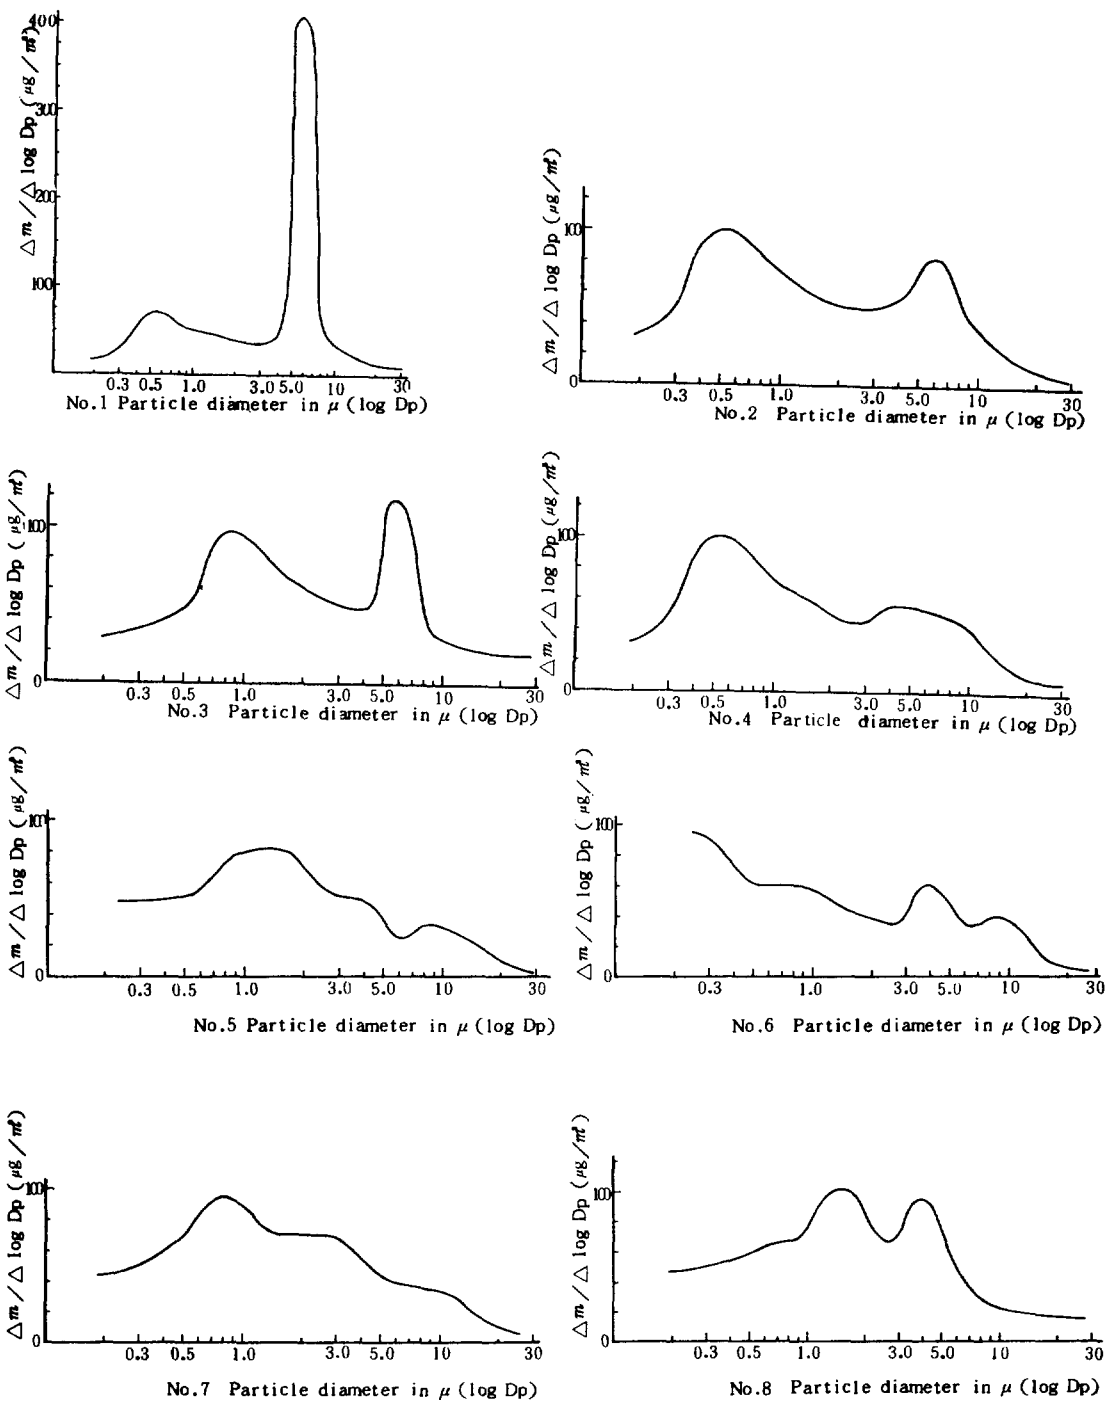 △m/△log Dp (μg/㎥)
400
300
200
100
0.3 0.5 1.0 3.0 5.0 10 30
No.1 Particle diameter in μ (log Dp)
△m/△log Dp (μg/㎥)
100
0
0.3 0.5 1.0 3.0 5.0 10 30
No.2 Particle diameter in μ (log Dp)
△m/△log Dp (μg/㎥)
100
0
0.3 0.5 1.0 3.0 5.0 10 30
No.3 Particle diameter in μ (log Dp)
△m/△log Dp (μg/㎥)
100
0
0.3 0.5 1.0 3.0 5.0 10 30
No.4 Particle diameter in μ (log Dp)
△m/△log Dp (μg/㎥)
100
0
0.3 0.5 1.0 3.0 5.0 10 30
No.5 Particle diameter in μ (log Dp)
△m/△log Dp (μg/㎥)
100
0
0.3 1.0 3.0 5.0 10 30
No.6 Particle diameter in μ (log Dp)
△m/△log Dp (μg/㎥)
100
0
0.3 0.5 1.0 3.0 5.0 10 30
No.7 Particle diameter in μ (log Dp)
△m/△log Dp (μg/㎥)
100
0
0.3 0.5 1.0 3.0 5.0 10 30
No.8 Particle diameter in μ (log Dp)